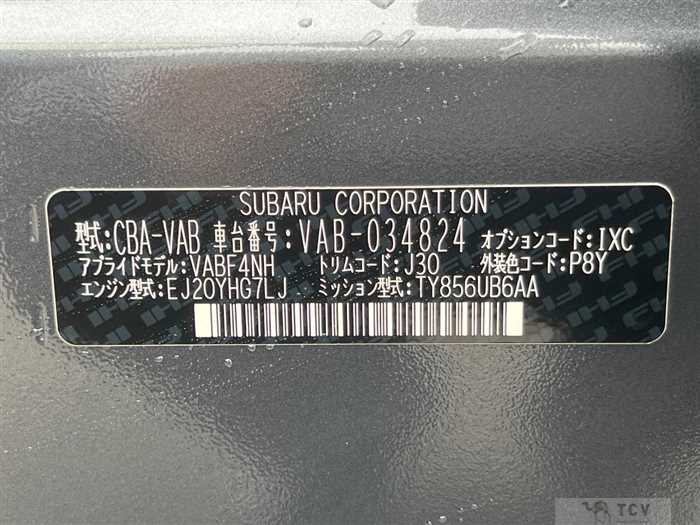 SUBARU CORPORATION
型式:CBA-VAB 車台番号:VAB-034824 オプションコード:IXC
アプライドモデル:VABF4NH トリムコード:J30 外装色コード:P8Y
エンジン型式:EJ20YHG7LJ ミッション型式:TY856UB6AA
TCV